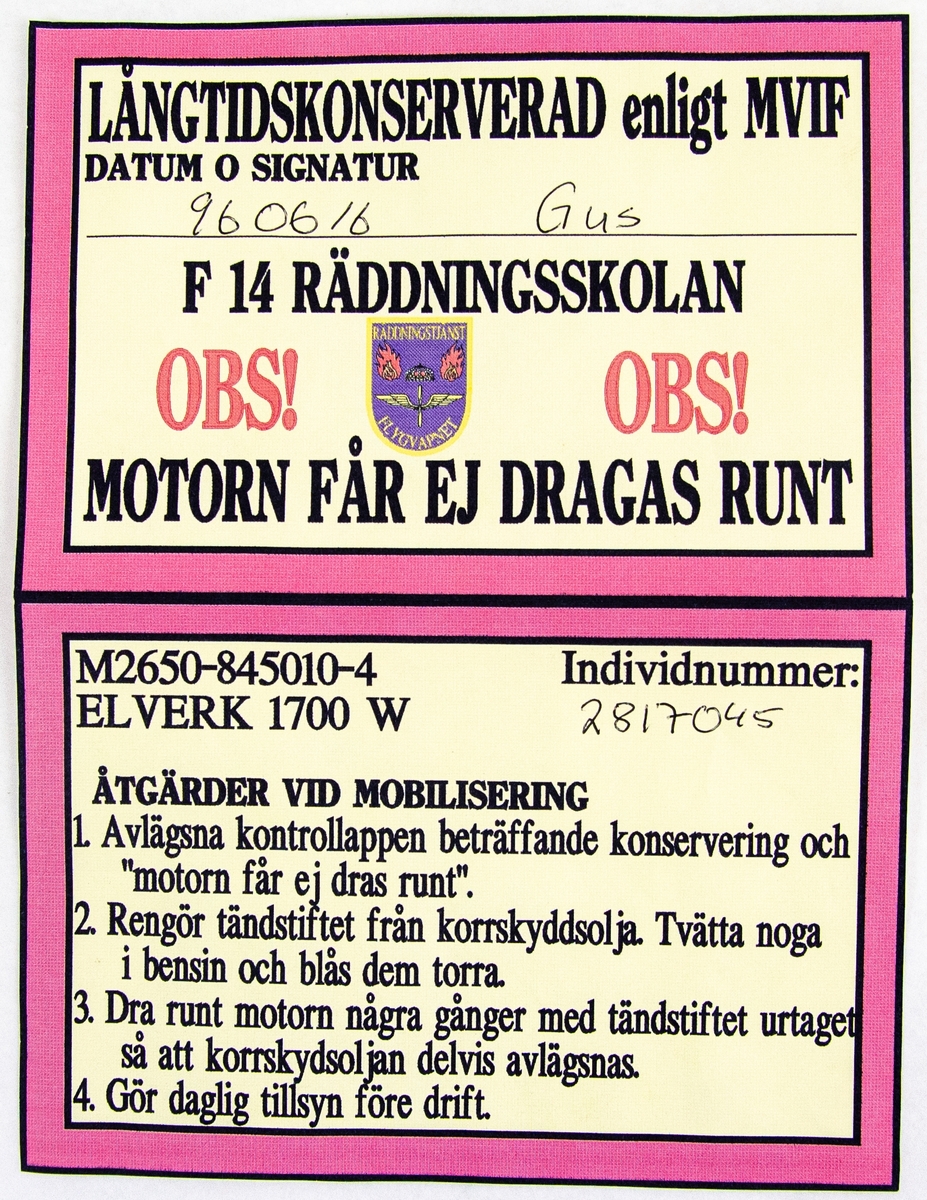 LÅNGTIDSKONSERVERAD enligt MVIF
DATUM O SIGNATUR
960616 Gus
F 14 RÄDDNINGSSKOLAN
OBS! OBS!
RÄDDNINGSTJÄNST
FLYGVAPNET
MOTORN FÅR EJ DRAGAS RUNT
M2650-845010-4 Individnummer:
ELVERK 1700 W 2817045
ÅTGÄRDER VID MOBILISERING
1. Avlägsna kontrollappen beträffande konservering och
"motorn får ej dras runt".
2. Rengör tändstiftet från korrskyddsolja. Tvätta noga
i bensin och blås dem torra.
3. Dra runt motorn några gånger med tändstiftet urtaget
så att korrskydsoljan delvis avlägsnas.
4. Gör daglig tillsyn före drift.